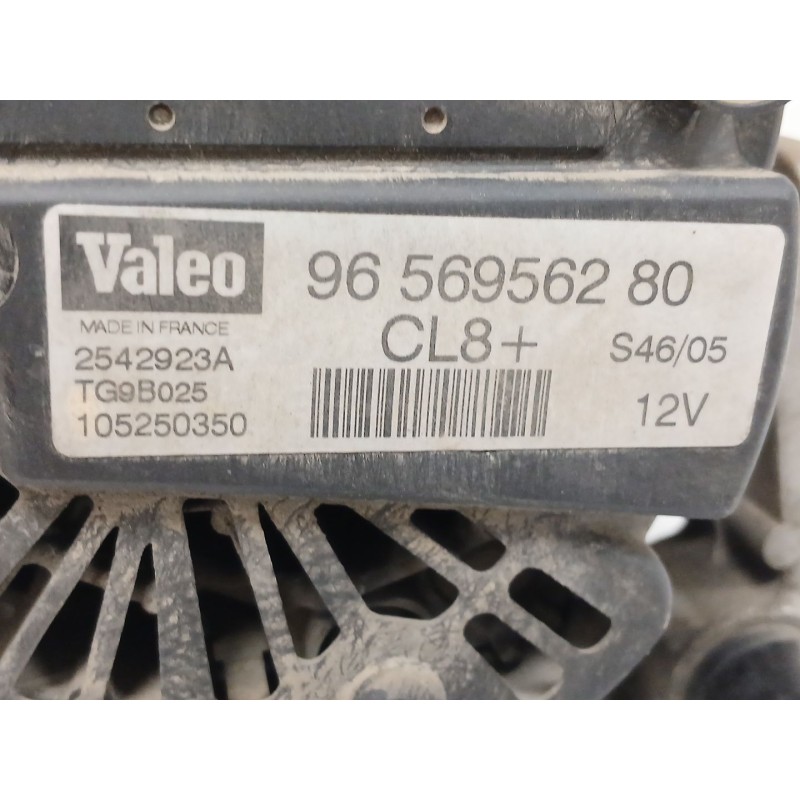 Valeo 96 569562 80
MADE IN FRANCE CL8+ S46/05
2542923A
TG9B025 12V
105250350